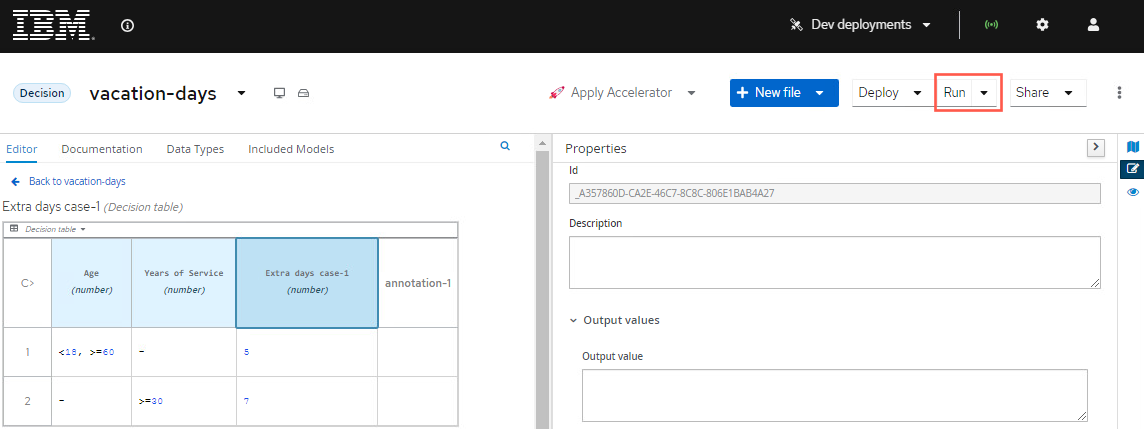 IBM
Dev deployments
Decision
vacation-days
Apply Accelerator
New file
Deploy
Run
Share
Editor
Documentation
Data Types
Included Models
Back to vacation-days
Extra days case-1 (Decision table)
Decision table
C>
Age
(number)
Years of Service
(number)
Extra days case-1
(number)
annotation-1
1
<18, >=60
-
5
2
-
>=30
7
Properties
Id
_A357860D-CA2E-46C7-8C8C-806E1BAB4A27
Description
Output values
Output value